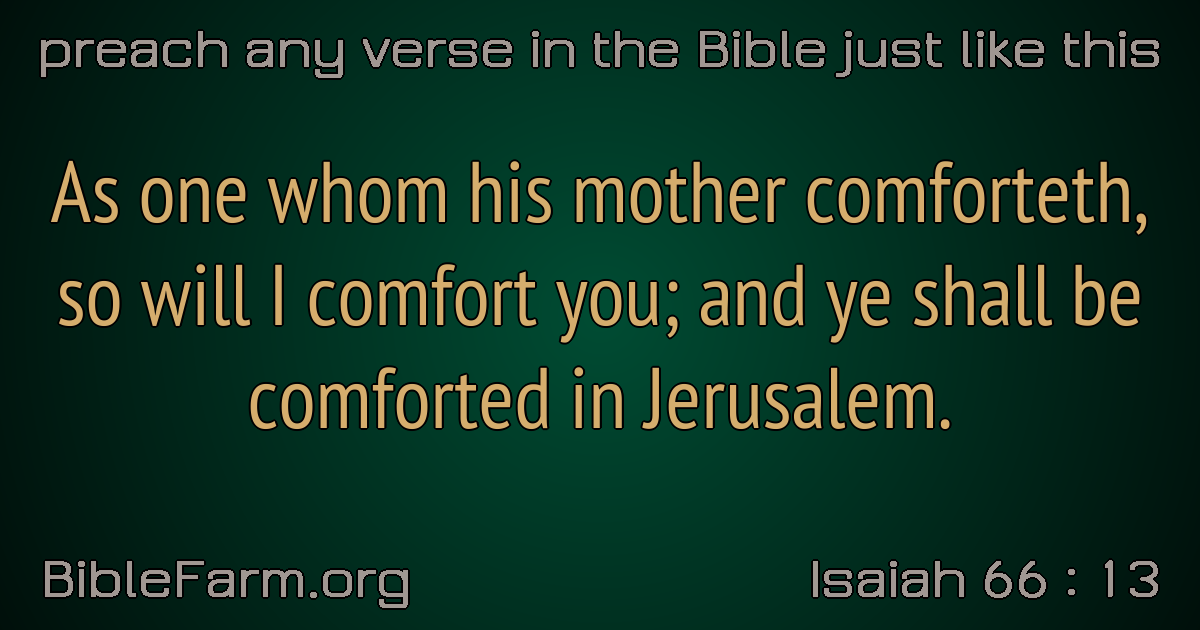 preach any verse in the Bible just like this
As one whom his mother comforteth,
so will I comfort you; and ye shall be
comforted in Jerusalem.
BibleFarm.org
Isaiah 66 : 13